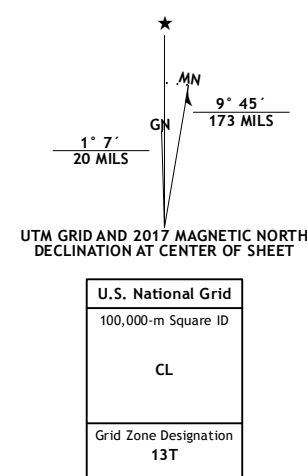 ★
MN
GN
1° 7´
20 MILS
9° 45´
173 MILS
UTM GRID AND 2017 MAGNETIC NORTH
DECLINATION AT CENTER OF SHEET
U.S. National Grid
100,000-m Square ID
CL
Grid Zone Designation
13T